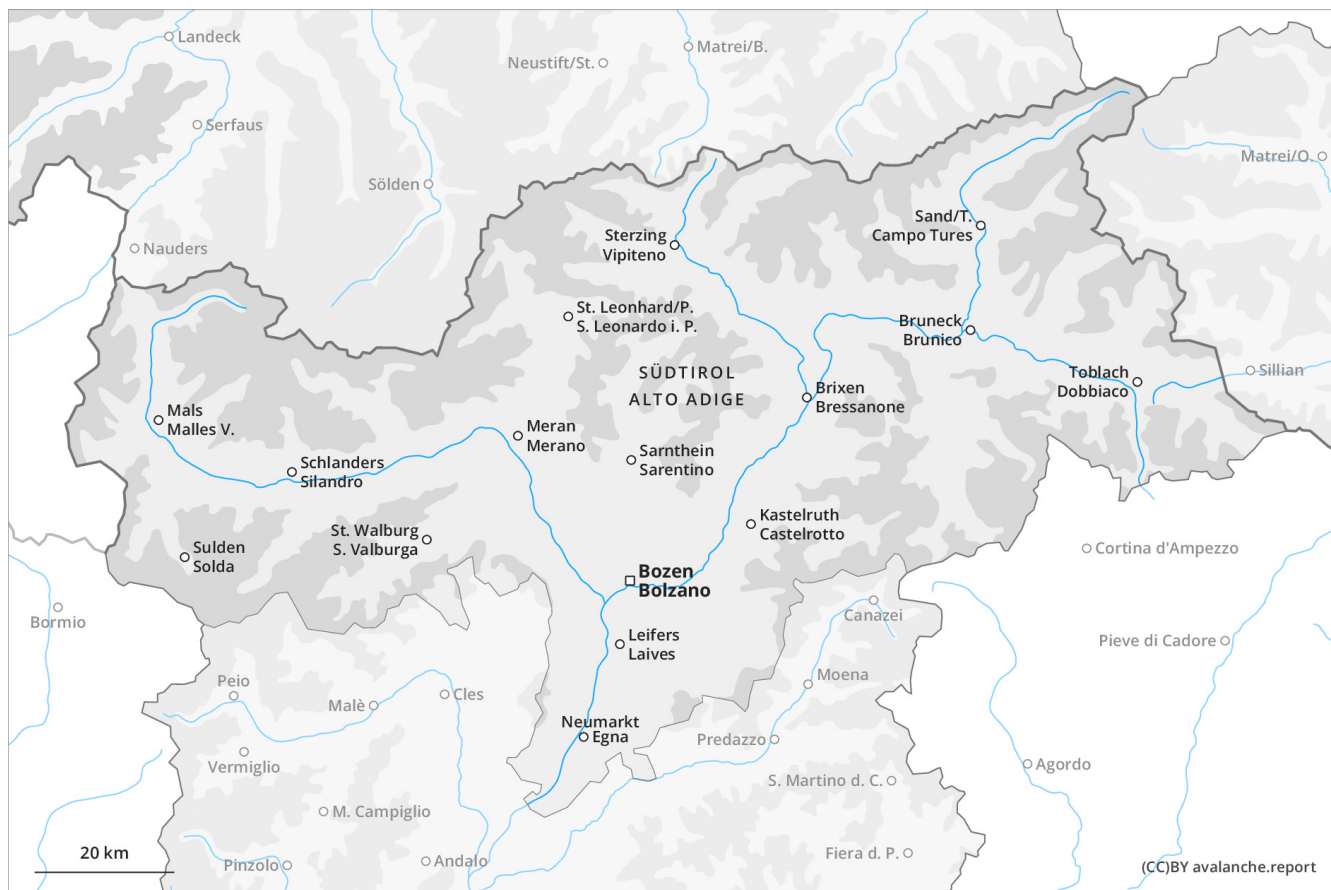 Landeck
Matrei/B.
Neustift/St.
Serfaus
Matrei/O.
Sölden
Sand/T.
Campo Tures
Sterzing
Vipiteno
Nauders
St. Leonhard/P.
S. Leonardo i. P.
Bruneck
Brunico
SÜDTIROL
ALTO ADIGE
Toblach
Dobbiaco
Sillian
Brixen
Bressanone
Mals
Malles V.
Meran
Merano
Sarnthein
Sarentino
Schlanders
Silandro
Kastelruth
Castelrotto
St. Walburg
S. Valburga
Sulden
Solda
Cortina d'Ampezzo
Bozen
Bolzano
Bormio
Canazei
Leifers
Laives
Pieve di Cadore
Peio
Moena
Malè
Cles
Neumarkt
Egna
Predazzo
Vermiglio
Agordo
S. Martino d. C.
M. Campiglio
20 km
Pinzolo
Andalo
Fiera d. P.
(CC)BY avalanche.report